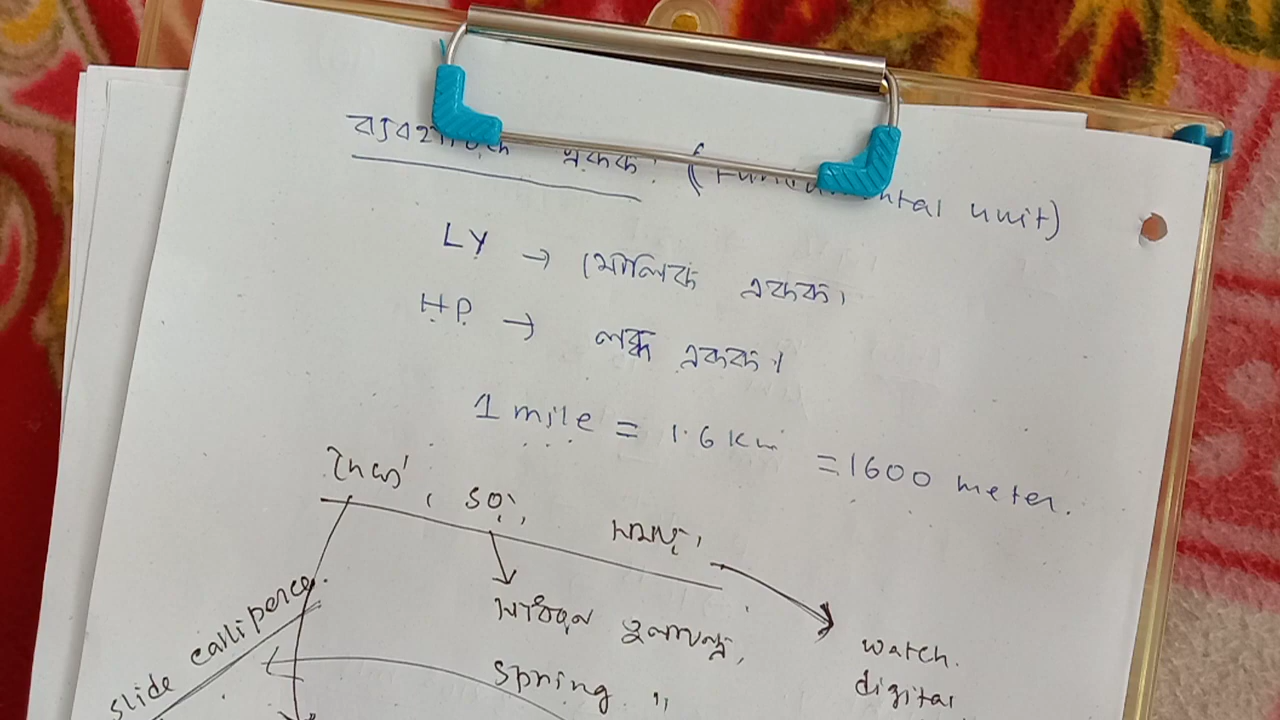 ব্যবহারিক একক: (Fundamental unit)
LY → মৌলিক একক।
HP → লব্ধ একক।
1 mile = 1.6 Km = 1600 meter.
দৈর্ঘ্য, ভর, সময়,
সাধারণ তুলাযন্ত্র,
watch.
slide calliperce.
spring "
digital